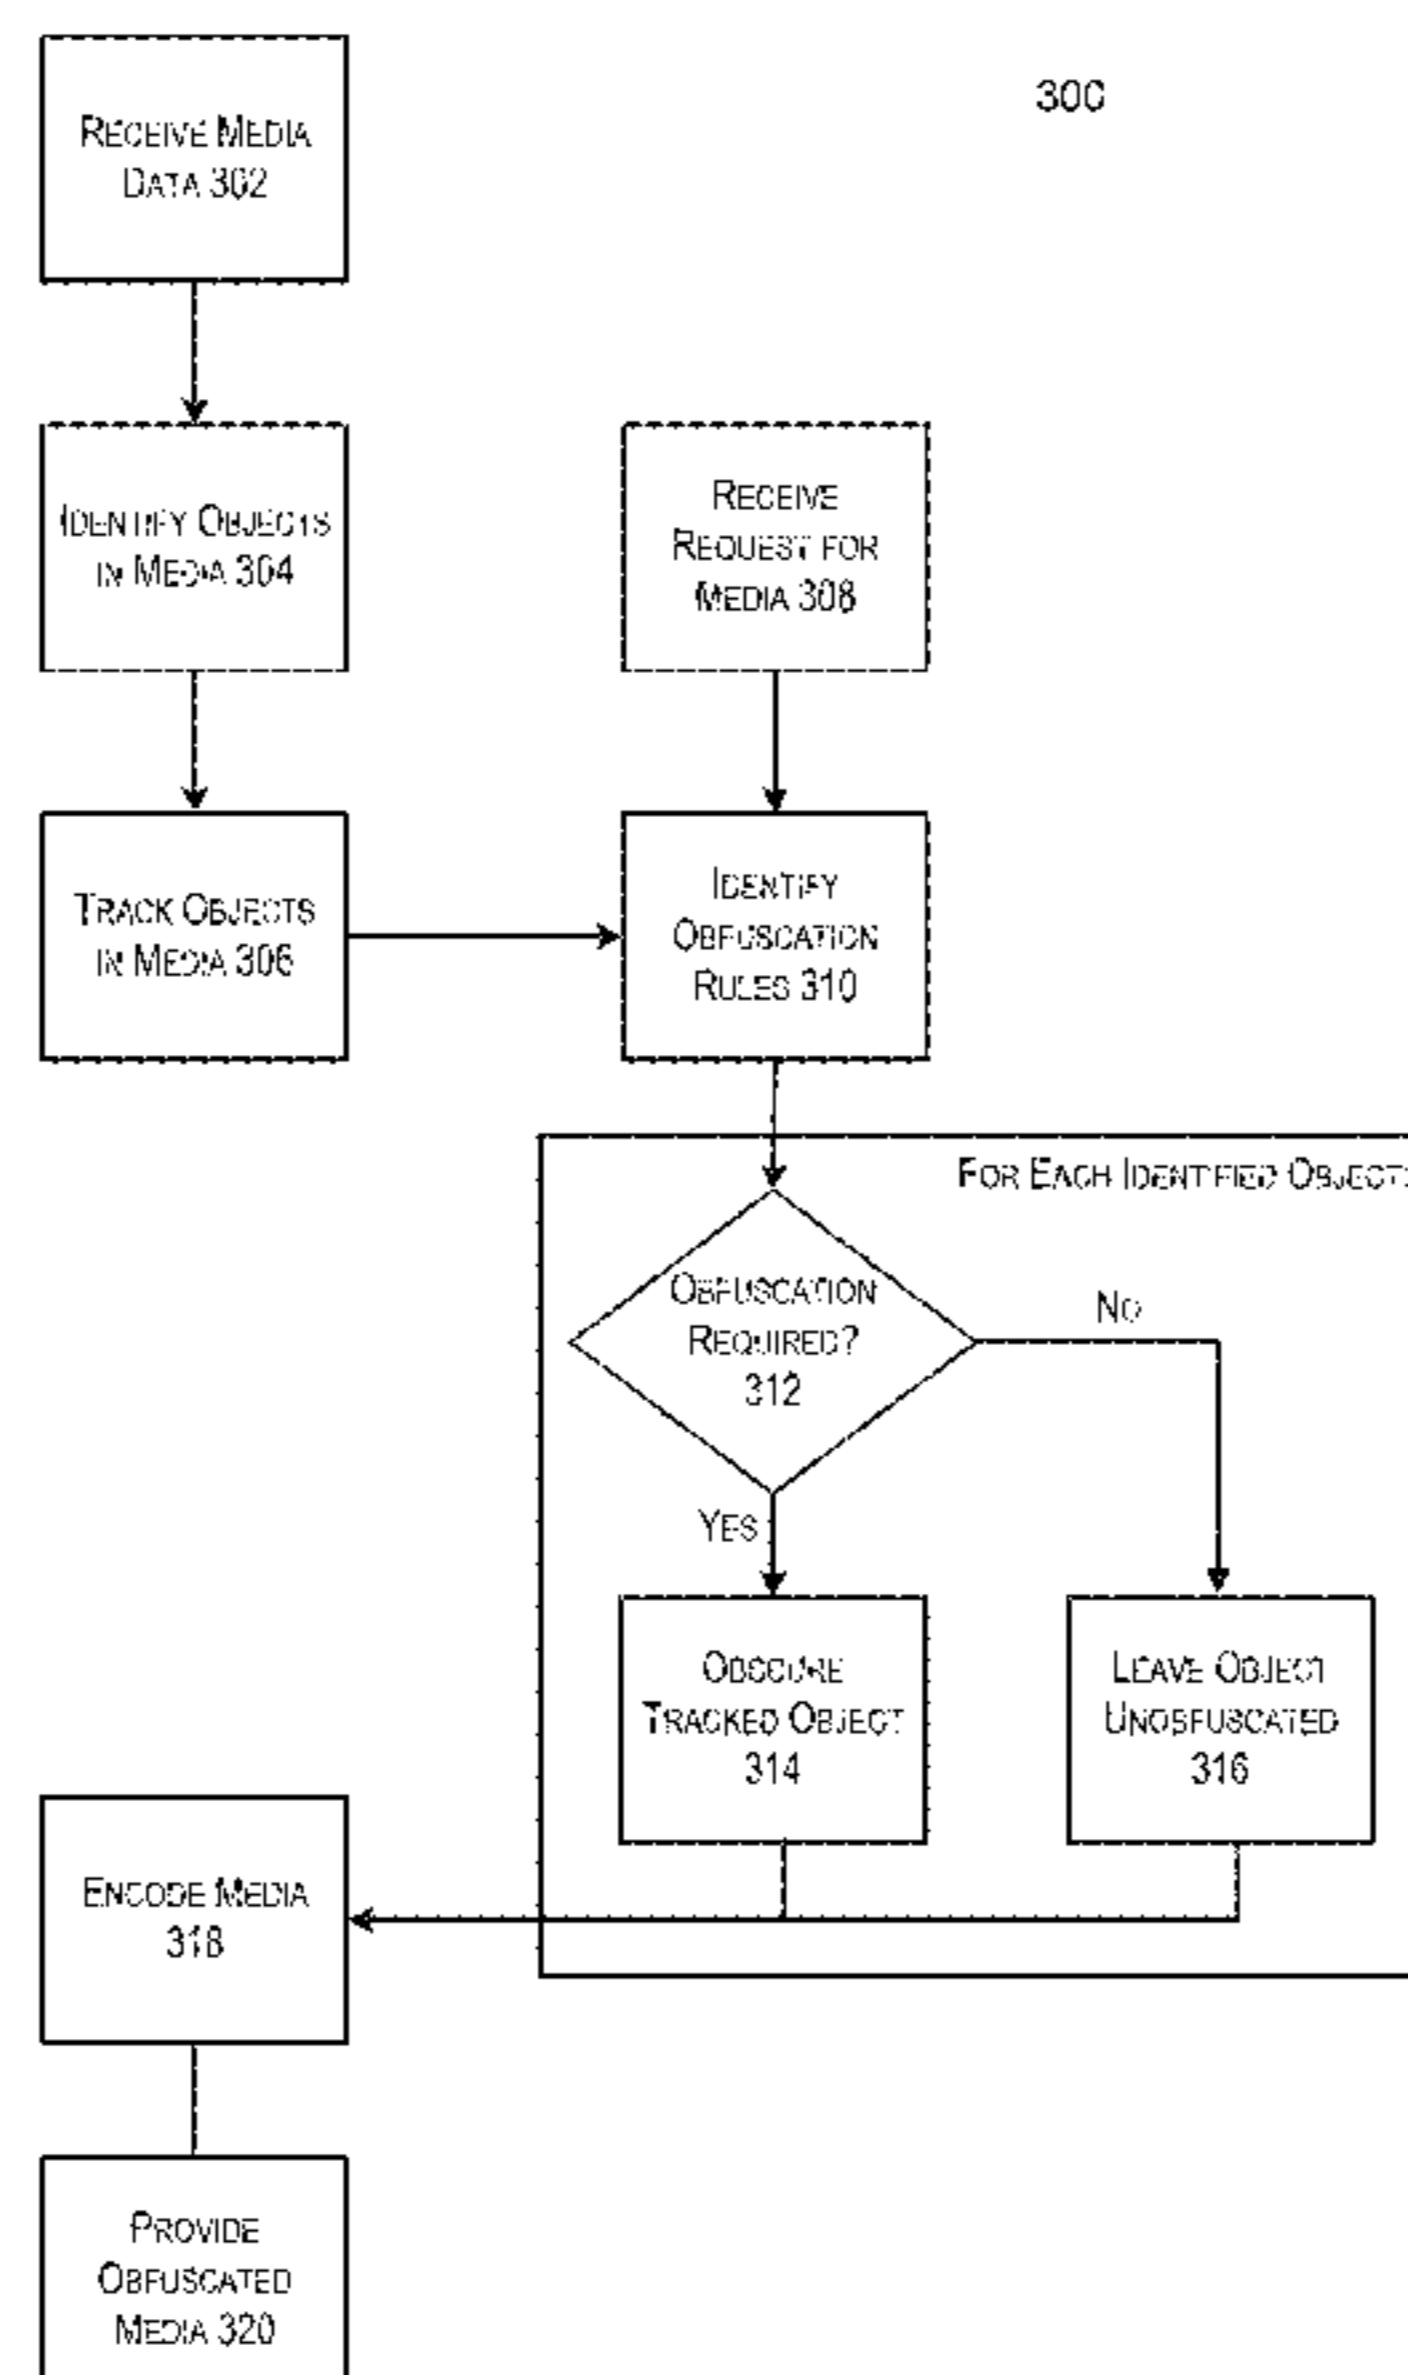 300
RECEIVE MEDIA
DATA 302
IDENTIFY OBJECTS
IN MEDIA 304
RECEIVE
REQUEST FOR
MEDIA 308
TRACK OBJECTS
IN MEDIA 306
IDENTIFY
OBFUSCATION
RULES 310
FOR EACH IDENTIFIED OBJECT:
OBFUSCATION
REQUIRED?
312
NO
YES
OBSCURE
TRACKED OBJECT
314
LEAVE OBJECT
UNOBFUSCATED
316
ENCODE MEDIA
318
PROVIDE
OBFUSCATED
MEDIA 320